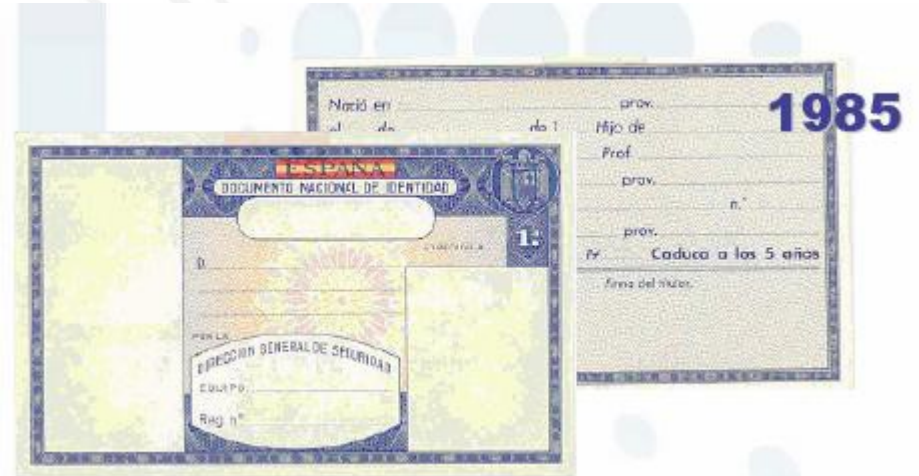 1985
Nació en prov.
el de de 1 Hijo de
Prof.
prov.
n.°
prov.
Caduca a los 5 años
Firma del titular.
ESPAÑA
DOCUMENTO NACIONAL DE IDENTIDAD
1.ª
D.
POR LA
DIRECCION GENERAL DE SEGURIDAD
EQUIPO
Reg. n°